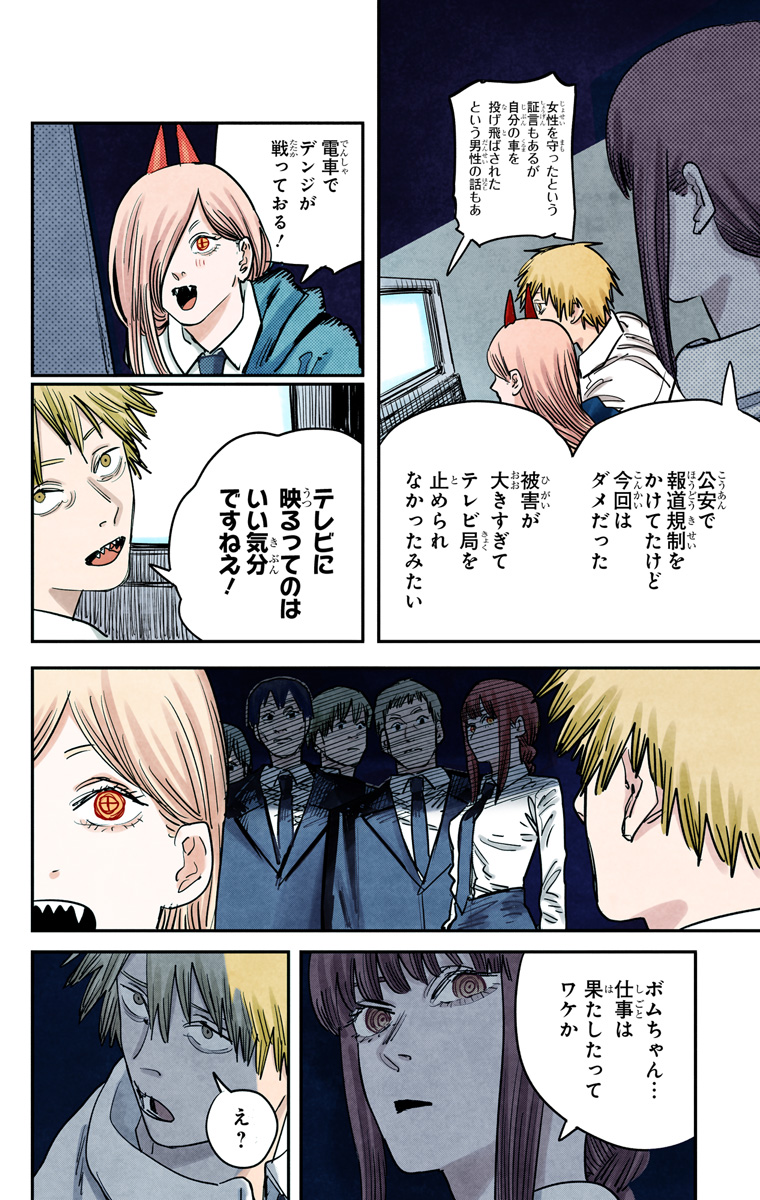 女性を守ったという
証言もあるが
自分の車を
投げ飛ばされた
という男性の話もあ
公安で
報道規制を
かけてたけど
今回は
ダメだった
被害が
大きすぎて
テレビ局を
止められ
なかったみたい
電車で
デンジが
戦っておる!
テレビに
映るってのは
いい気分
ですねえ!
ボムちゃん…
仕事は
果たしたって
ワケか
え?